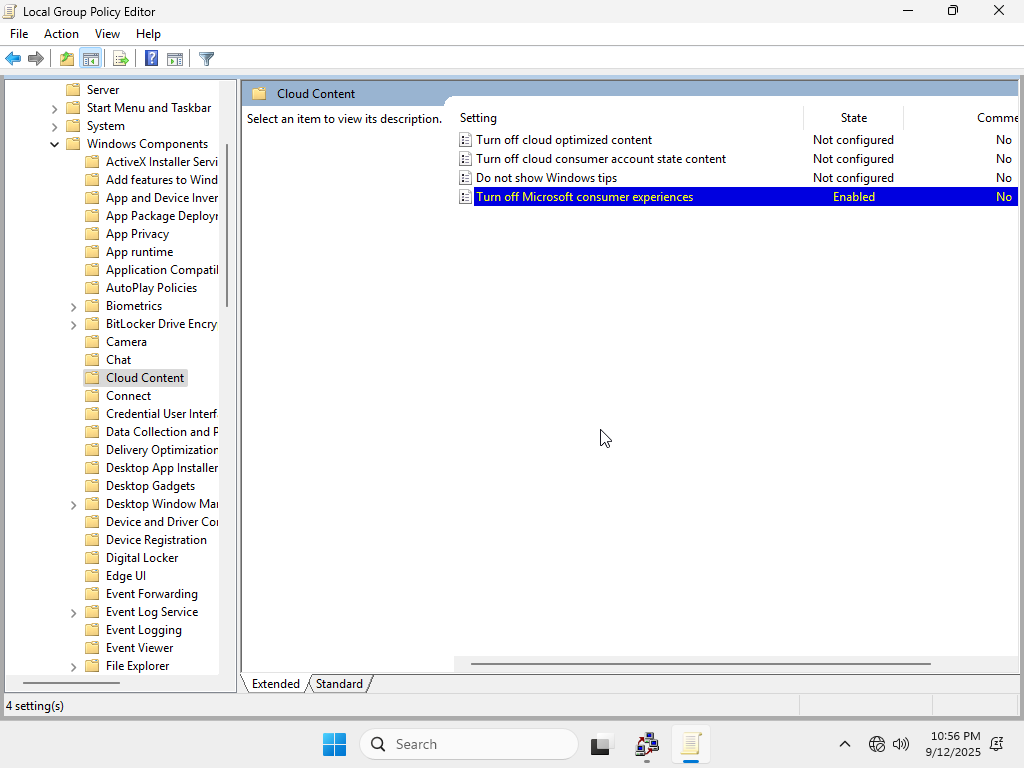 Local Group Policy Editor
File Action View Help
Server
Start Menu and Taskbar
System
Windows Components
ActiveX Installer Servi
Add features to Wind
App and Device Inver
App Package Deployr
App Privacy
App runtime
Application Compatil
AutoPlay Policies
Biometrics
BitLocker Drive Encry
Camera
Chat
Cloud Content
Connect
Credential User Interf
Data Collection and P
Delivery Optimization
Desktop App Installer
Desktop Gadgets
Desktop Window Mar
Device and Driver Cor
Device Registration
Digital Locker
Edge UI
Event Forwarding
Event Log Service
Event Logging
Event Viewer
File Explorer
Cloud Content
Select an item to view its description.
Setting State Comme
Turn off cloud optimized content Not configured No
Turn off cloud consumer account state content Not configured No
Do not show Windows tips Not configured No
Turn off Microsoft consumer experiences Enabled No
Extended Standard
4 setting(s)
Search
10:56 PM
9/12/2025